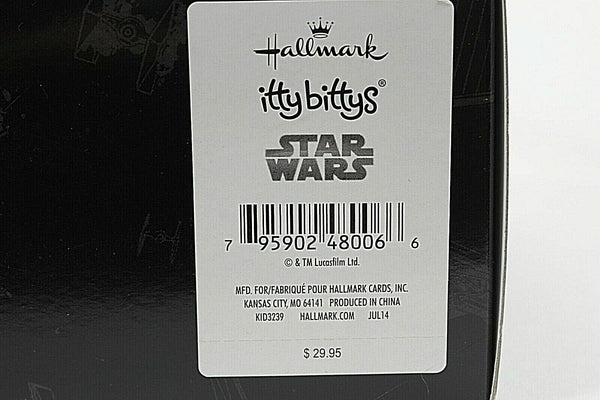 Hallmark
itty bittys®
STAR
WARS
7 95902 48006 6
© & TM Lucasfilm Ltd.
MFD. FOR/FABRIQUÉ POUR HALLMARK CARDS, INC.
KANSAS CITY, MO 64141 PRODUCED IN CHINA
KID3239 HALLMARK.COM JUL14
$ 29.95